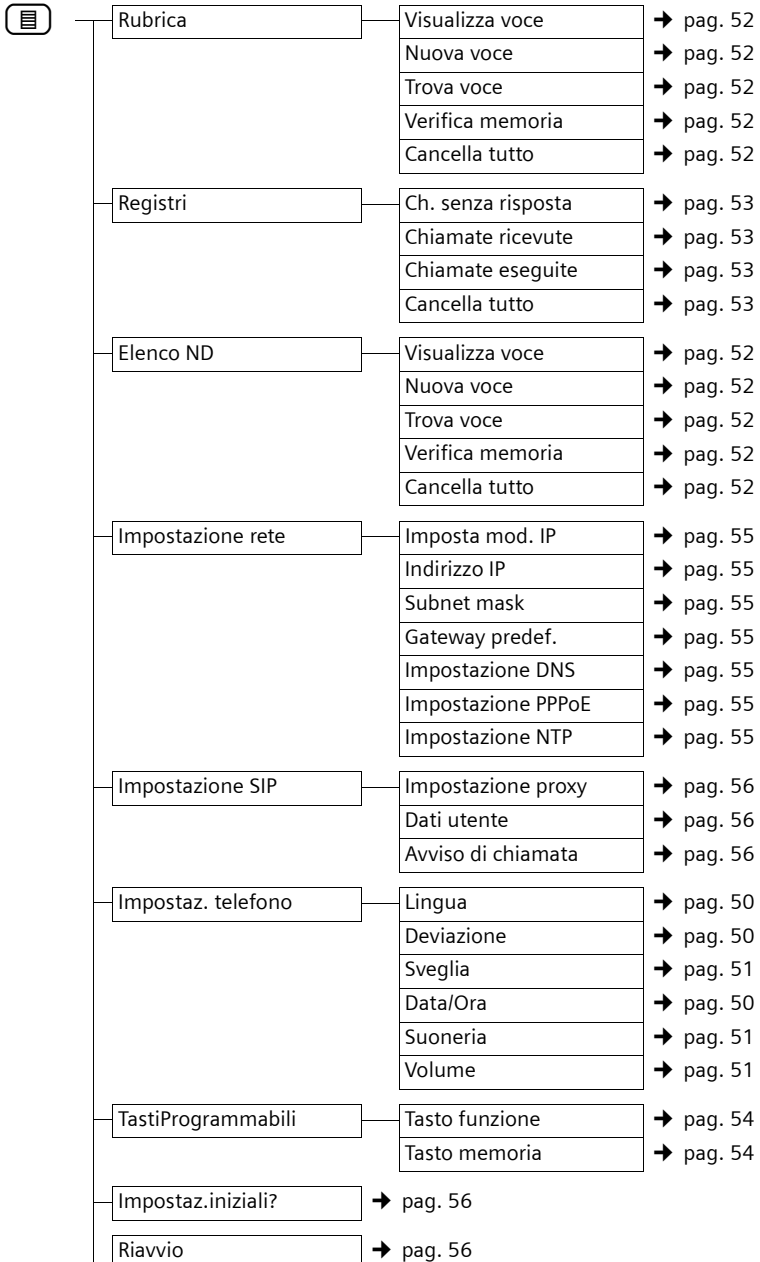 Rubrica Visualizza voce ➔ pag. 52
Nuova voce ➔ pag. 52
Trova voce ➔ pag. 52
Verifica memoria ➔ pag. 52
Cancella tutto ➔ pag. 52
Registri Ch. senza risposta ➔ pag. 53
Chiamate ricevute ➔ pag. 53
Chiamate eseguite ➔ pag. 53
Cancella tutto ➔ pag. 53
Elenco ND Visualizza voce ➔ pag. 52
Nuova voce ➔ pag. 52
Trova voce ➔ pag. 52
Verifica memoria ➔ pag. 52
Cancella tutto ➔ pag. 52
Impostazione rete Imposta mod. IP ➔ pag. 55
Indirizzo IP ➔ pag. 55
Subnet mask ➔ pag. 55
Gateway predef. ➔ pag. 55
Impostazione DNS ➔ pag. 55
Impostazione PPPoE ➔ pag. 55
Impostazione NTP ➔ pag. 55
Impostazione SIP Impostazione proxy ➔ pag. 56
Dati utente ➔ pag. 56
Avviso di chiamata ➔ pag. 56
Impostaz. telefono Lingua ➔ pag. 50
Deviazione ➔ pag. 50
Sveglia ➔ pag. 51
Data/Ora ➔ pag. 50
Suoneria ➔ pag. 51
Volume ➔ pag. 51
TastiProgrammabili Tasto funzione ➔ pag. 54
Tasto memoria ➔ pag. 54
Impostaz.iniziali? ➔ pag. 56
Riavvio ➔ pag. 56